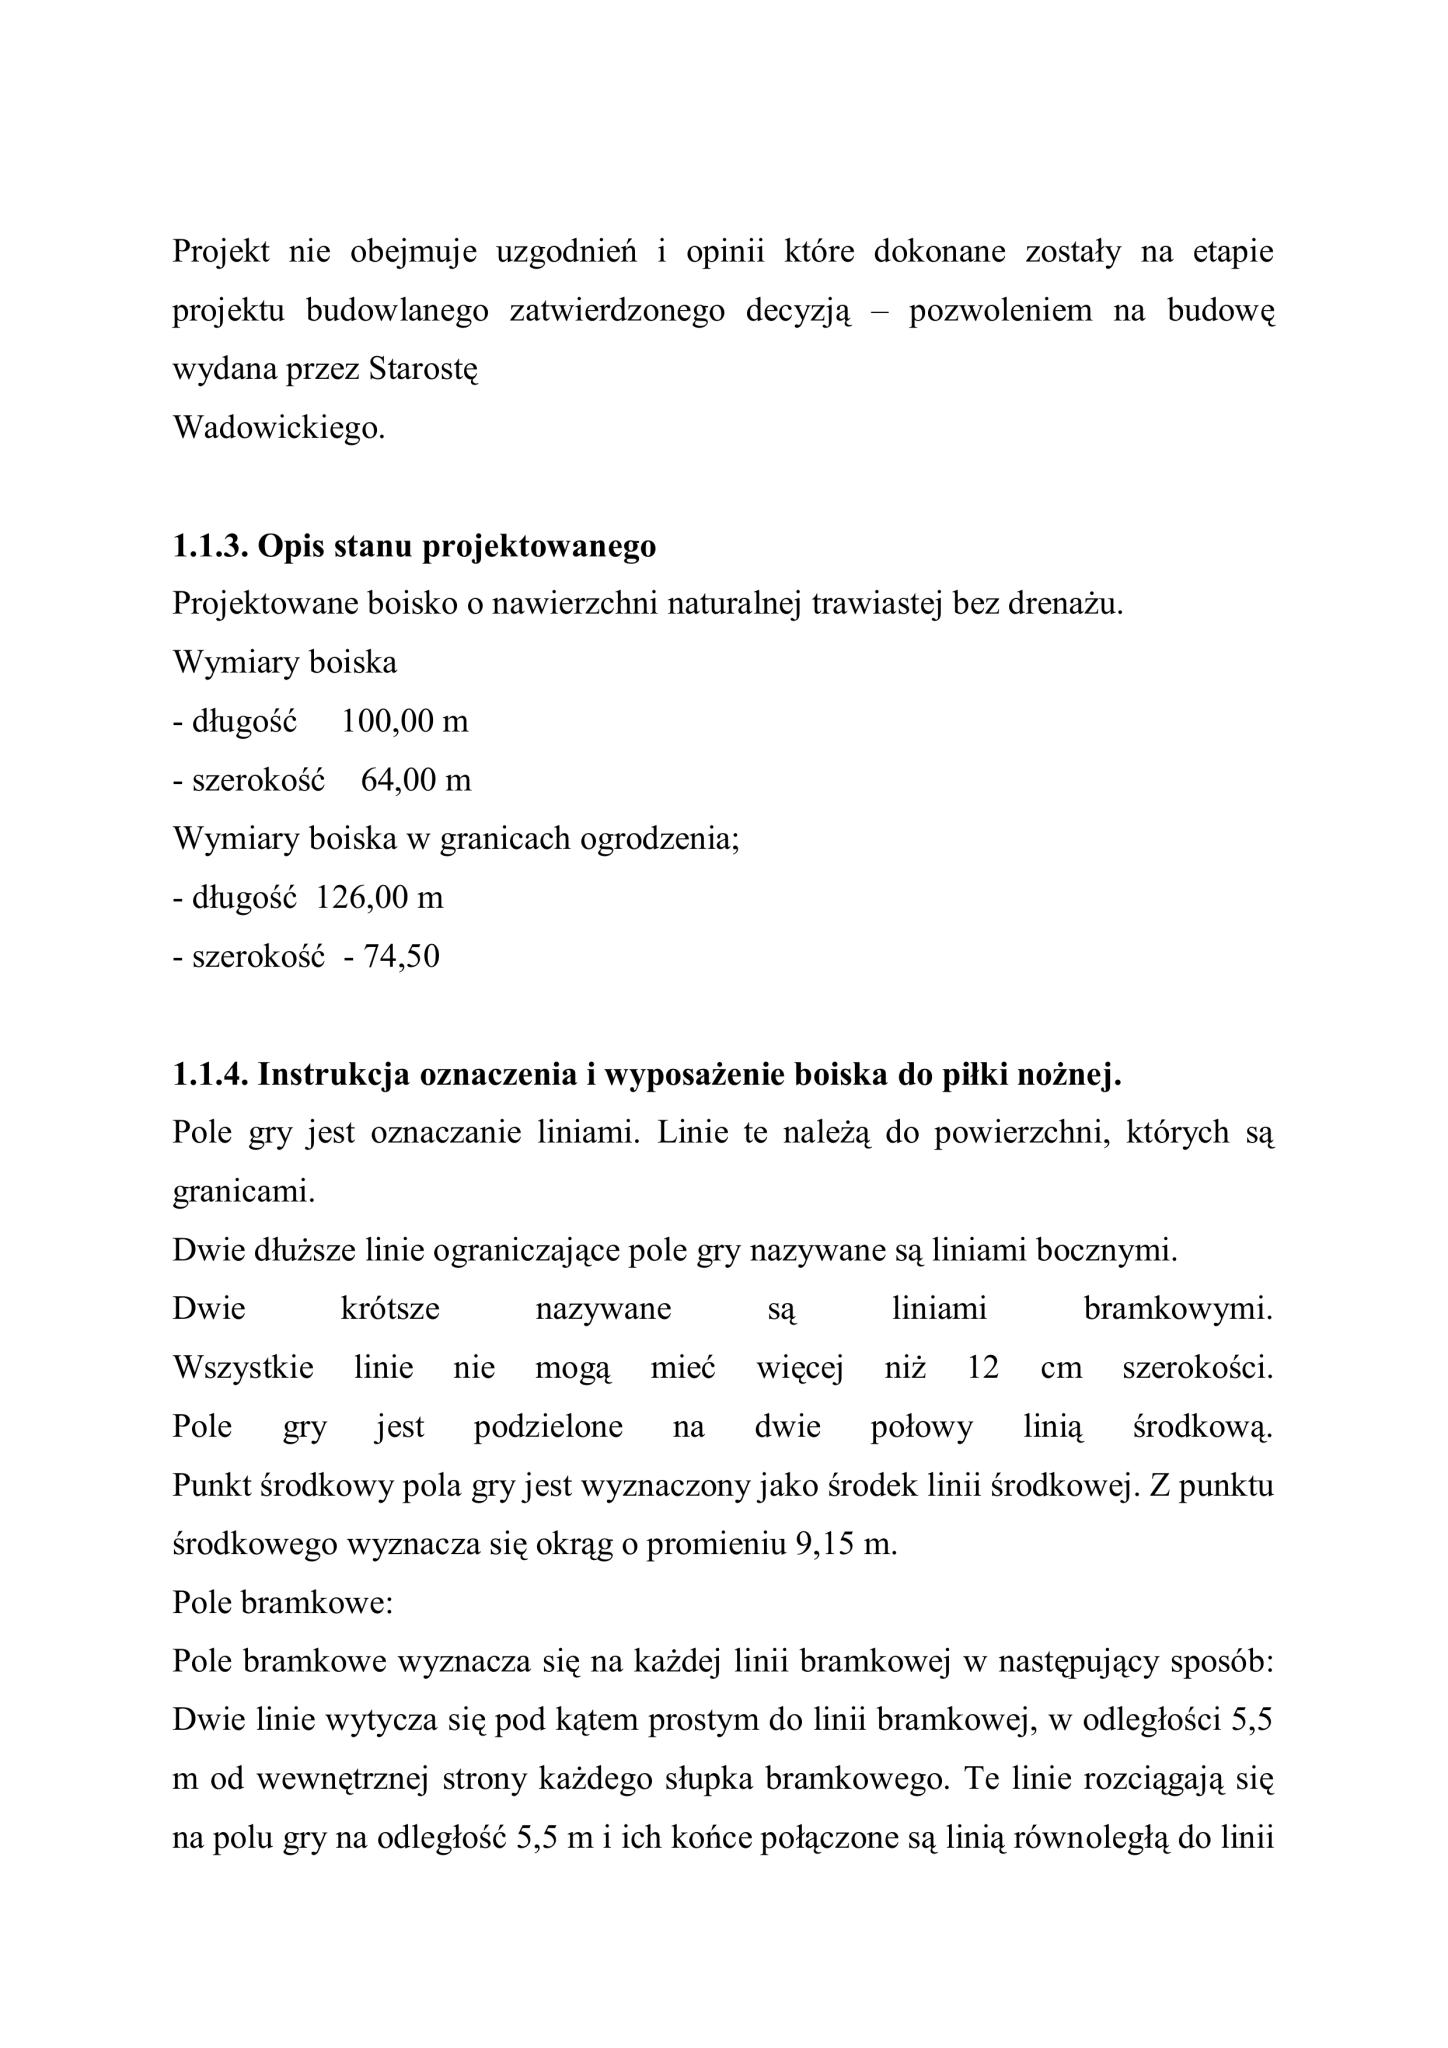 Projekt nie obejmuje uzgodnień i opinii które dokonane zostały na etapie
projektu budowlanego zatwierdzonego decyzją – pozwoleniem na budowę
wydana przez Starostę
Wadowickiego.
1.1.3. Opis stanu projektowanego
Projektowane boisko o nawierzchni naturalnej trawiastej bez drenażu.
Wymiary boiska
- długość 100,00 m
- szerokość 64,00 m
Wymiary boiska w granicach ogrodzenia;
- długość 126,00 m
- szerokość - 74,50
1.1.4. Instrukcja oznaczenia i wyposażenie boiska do piłki nożnej.
Pole gry jest oznaczanie liniami. Linie te należą do powierzchni, których są
granicami.
Dwie dłuższe linie ograniczające pole gry nazywane są liniami bocznymi.
Dwie krótsze nazywane są liniami bramkowymi.
Wszystkie linie nie mogą mieć więcej niż 12 cm szerokości.
Pole gry jest podzielone na dwie połowy linią środkową.
Punkt środkowy pola gry jest wyznaczony jako środek linii środkowej. Z punktu
środkowego wyznacza się okrąg o promieniu 9,15 m.
Pole bramkowe:
Pole bramkowe wyznacza się na każdej linii bramkowej w następujący sposób:
Dwie linie wytycza się pod kątem prostym do linii bramkowej, w odległości 5,5
m od wewnętrznej strony każdego słupka bramkowego. Te linie rozciągają się
na polu gry na odległość 5,5 m i ich końce połączone są linią równoległą do linii